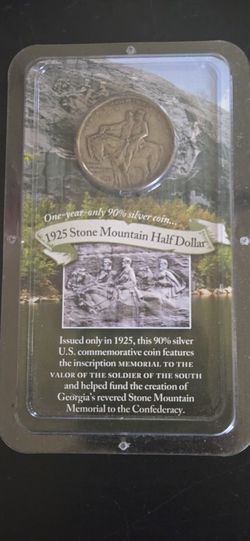 One-year-only 90% silver coin...
1925 Stone Mountain Half Dollar
Issued only in 1925, this 90% silver
U.S. commemorative coin features
the inscription MEMORIAL TO THE
VALOR OF THE SOLDIER OF THE SOUTH
and helped fund the creation of
Georgia's revered Stone Mountain
Memorial to the Confederacy.